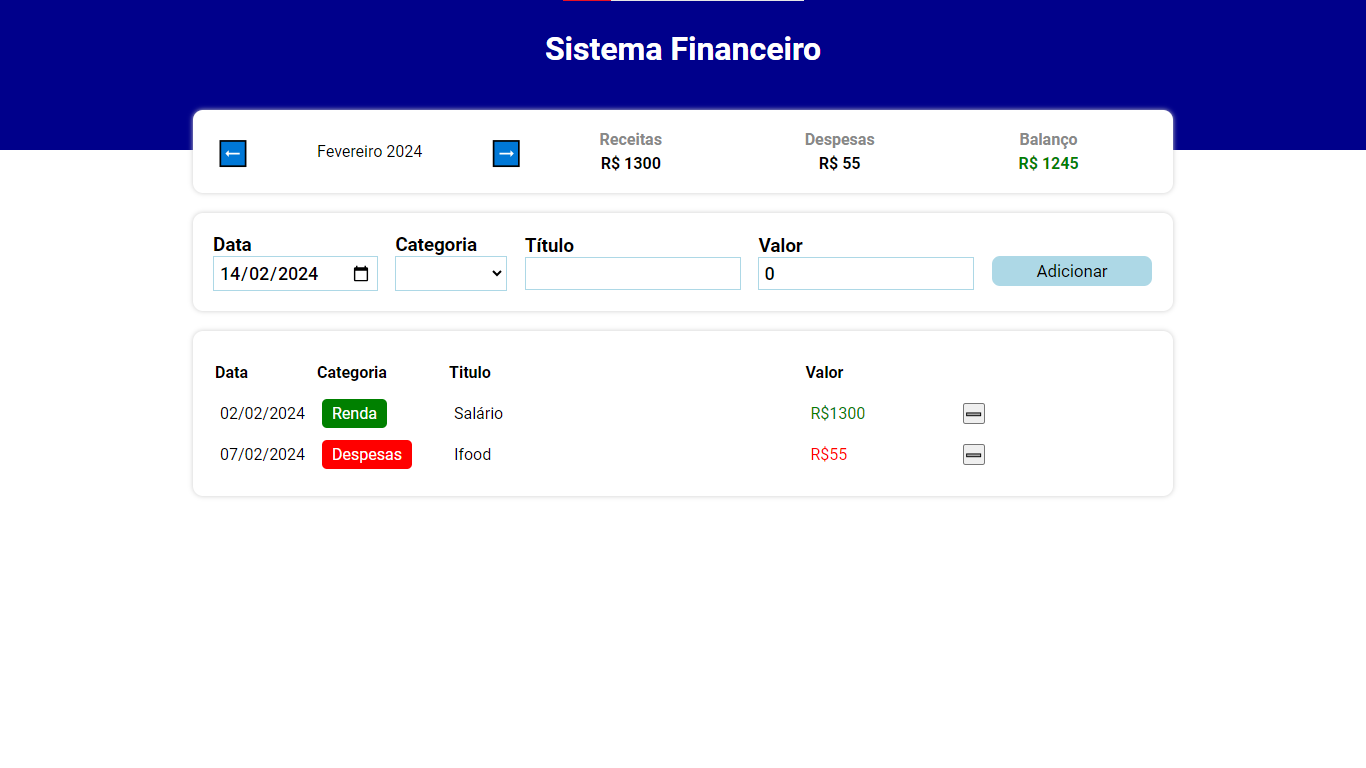 Sistema Financeiro
← Fevereiro 2024 → Receitas Despesas Balanço
R$ 1300 R$ 55 R$ 1245
Data Categoria Título Valor
14/02/2024 0 Adicionar
Data Categoria Titulo Valor
02/02/2024 Renda Salário R$1300
07/02/2024 Despesas Ifood R$55